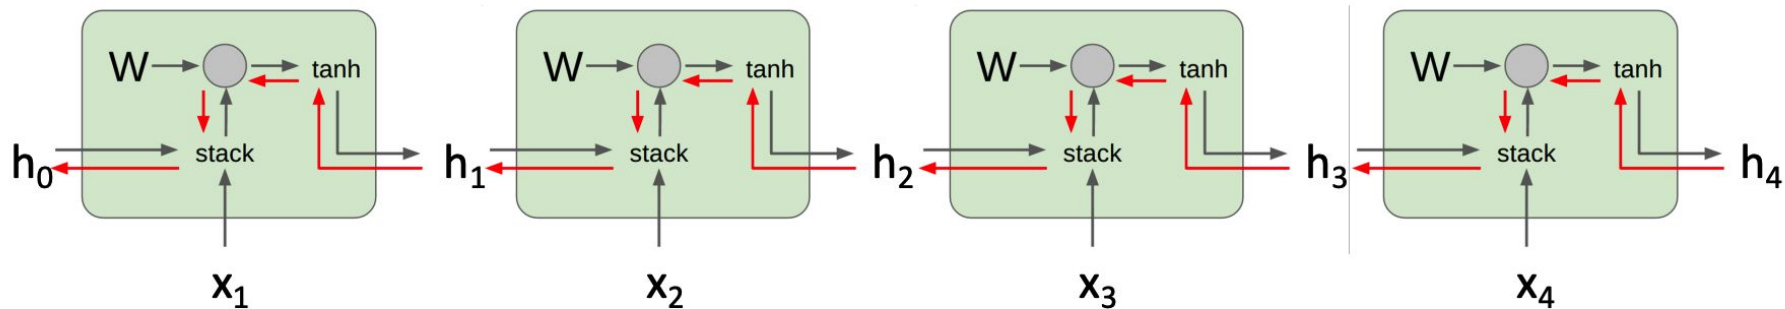 W tanh W tanh W tanh W tanh
h₀ stack h₁ stack h₂ stack h₃ stack h₄
x₁ x₂ x₃ x₄